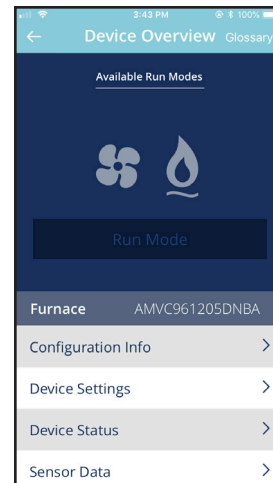 3:43 PM 100%
Device Overview Glossary
Available Run Modes
Run Mode
Furnace AMVC961205DNBA
Configuration Info
Device Settings
Device Status
Sensor Data